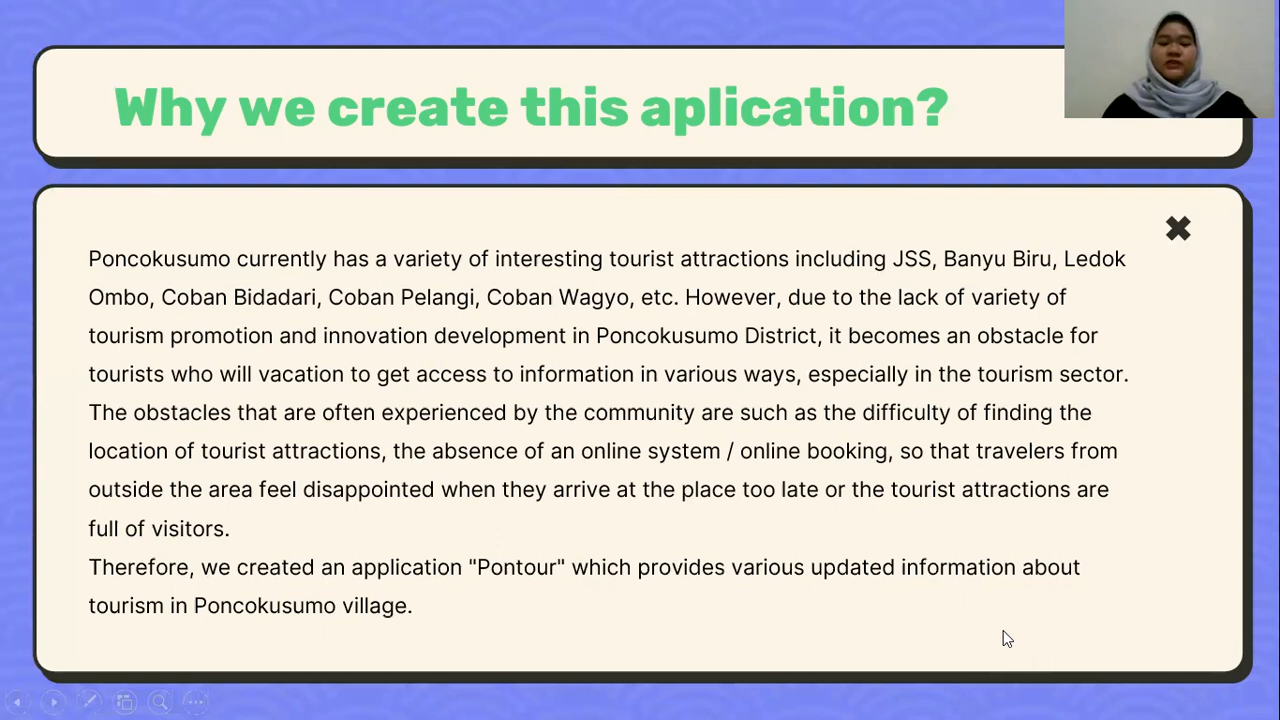 Why we create this aplication?
Poncokusumo currently has a variety of interesting tourist attractions including JSS, Banyu Biru, Ledok
Ombo, Coban Bidadari, Coban Pelangi, Coban Wagyo, etc. However, due to the lack of variety of
tourism promotion and innovation development in Poncokusumo District, it becomes an obstacle for
tourists who will vacation to get access to information in various ways, especially in the tourism sector.
The obstacles that are often experienced by the community are such as the difficulty of finding the
location of tourist attractions, the absence of an online system / online booking, so that travelers from
outside the area feel disappointed when they arrive at the place too late or the tourist attractions are
full of visitors.
Therefore, we created an application "Pontour" which provides various updated information about
tourism in Poncokusumo village.